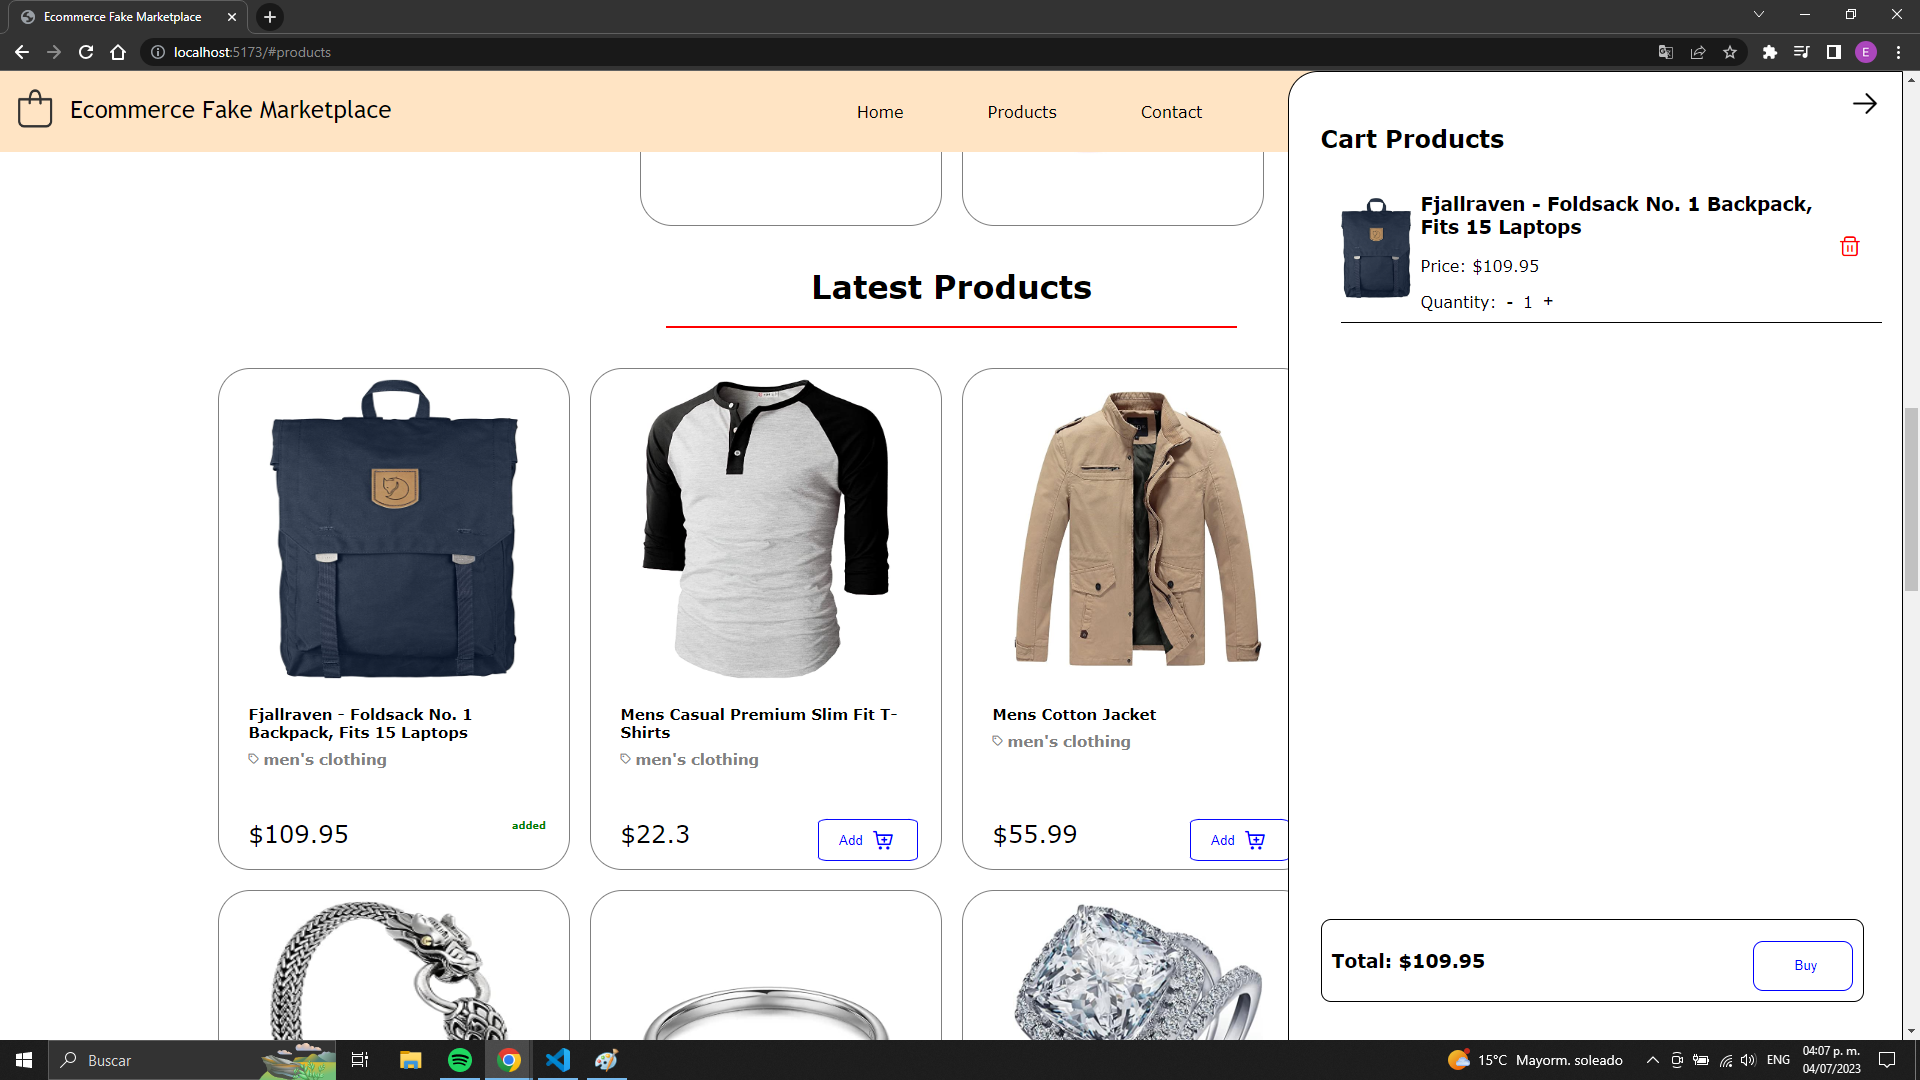 Ecommerce Fake Marketplace
localhost:5173/#products
E
Ecommerce Fake Marketplace
Home
Products
Contact
Cart Products
Fjallraven - Foldsack No. 1 Backpack,
Fits 15 Laptops
Price: $109.95
Quantity: - 1 +
Latest Products
Fjallraven - Foldsack No. 1
Backpack, Fits 15 Laptops
men's clothing
$109.95
added
Mens Casual Premium Slim Fit T-
Shirts
men's clothing
$22.3
Add
Mens Cotton Jacket
men's clothing
$55.99
Add
Total: $109.95
Buy
Buscar
15°C Mayorm. soleado
ENG
04:07 p. m.
04/07/2023